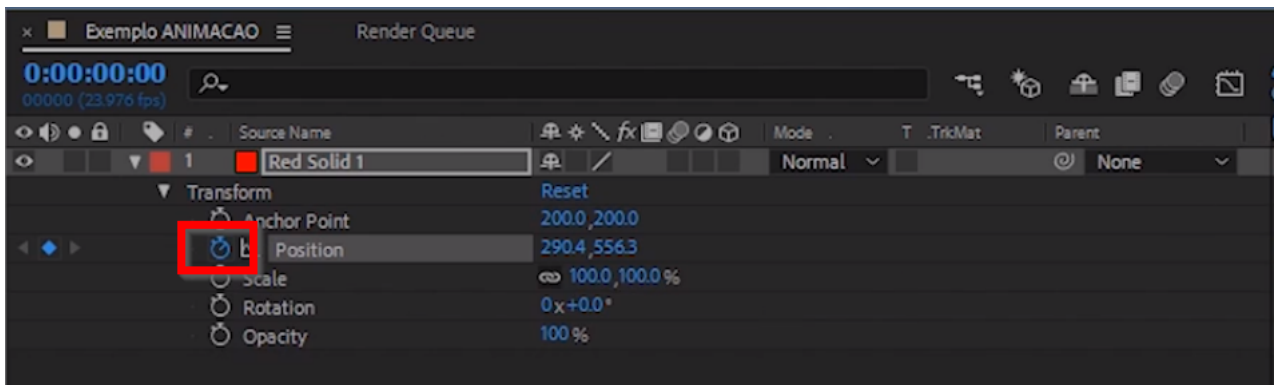 × Exemplo ANIMACAO ≡ Render Queue
0:00:00:00
00000 (23.976 fps)
# . Source Name fx Mode . T .TrkMat Parent
1 Red Solid 1 Normal None
Transform Reset
Anchor Point 200.0,200.0
Position 290.4,556.3
Scale 100.0,100.0 %
Rotation 0x+0.0°
Opacity 100 %